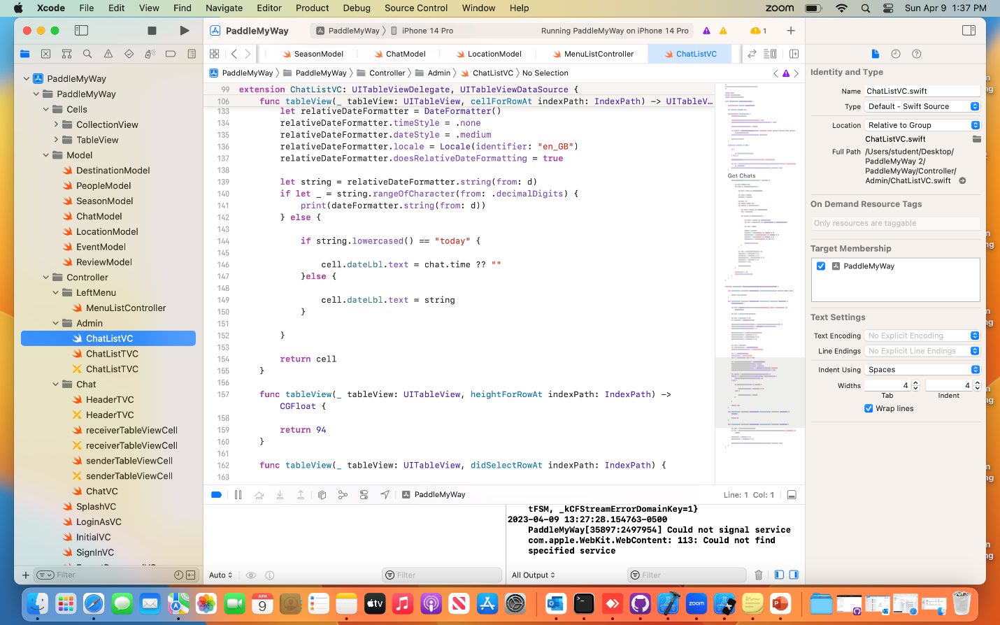 Xcode File Edit View Find Navigate Editor Product Debug Source Control Window Help
zoom Sun Apr 9 1:37 PM
PaddleMyWay
PaddleMyWay iPhone 14 Pro
Running PaddleMyWay on iPhone 14 Pro
1
SeasonModel ChatModel LocationModel MenuListController ChatListVC
PaddleMyWay PaddleMyWay Controller Admin ChatListVC No Selection
PaddleMyWay
PaddleMyWay
Cells
CollectionView
TableView
Model
DestinationModel
PeopleModel
SeasonModel
ChatModel
LocationModel
EventModel
ReviewModel
Controller
LeftMenu
MenuListController
Admin
ChatListVC
ChatListTVC
ChatListTVC
Chat
HeaderTVC
HeaderTVC
receiverTableViewCell
receiverTableViewCell
senderTableViewCell
senderTableViewCell
ChatVC
SplashVC
LoginAsVC
InitialVC
SignInVC
Filter
99 extension ChatListVC: UITableViewDelegate, UITableViewDataSource {
100 func tableView(_ tableView: UITableView, cellForRowAt indexPath: IndexPath) -> UITableV...
133 let relativeDateFormatter = DateFormatter()
134 relativeDateFormatter.timeStyle = .none
135 relativeDateFormatter.dateStyle = .medium
136 relativeDateFormatter.locale = Locale(identifier: "en_GB")
137 relativeDateFormatter.doesRelativeDateFormatting = true
138
139 let string = relativeDateFormatter.string(from: d)
140 if let _ = string.rangeOfCharacter(from: .decimalDigits) {
141 print(dateFormatter.string(from: d))
142 } else {
143
144 if string.lowercased() == "today" {
145
146 cell.dateLbl.text = chat.time ?? ""
147 }else {
148
149 cell.dateLbl.text = string
150
151 }
152 }
153
154 return cell
155 }
156
157 func tableView(_ tableView: UITableView, heightForRowAt indexPath: IndexPath) ->
CGFloat {
158
159 return 94
160 }
161
162 func tableView(_ tableView: UITableView, didSelectRowAt indexPath: IndexPath) {
163
Get Chats
PaddleMyWay
Line: 1 Col: 1
tFSM, _kCFStreamErrorDomainKey=1}
2023-04-09 13:27:28.154763-0500
PaddleMyWay[35897:2497954] Could not signal service
com.apple.WebKit.WebContent: 113: Could not find
specified service
Auto
Filter
All Output
Filter
Identity and Type
Name ChatListVC.swift
Type Default - Swift Source
Location Relative to Group
ChatListVC.swift
Full Path /Users/student/Desktop/
PaddleMyWay 2/
PaddleMyWay/Controller/
Admin/ChatListVC.swift
On Demand Resource Tags
Only resources are taggable
Target Membership
PaddleMyWay
Text Settings
Text Encoding No Explicit Encoding
Line Endings No Explicit Line Endings
Indent Using Spaces
Widths 4 4
Tab Indent
Wrap lines
APR
9
tv
zoom